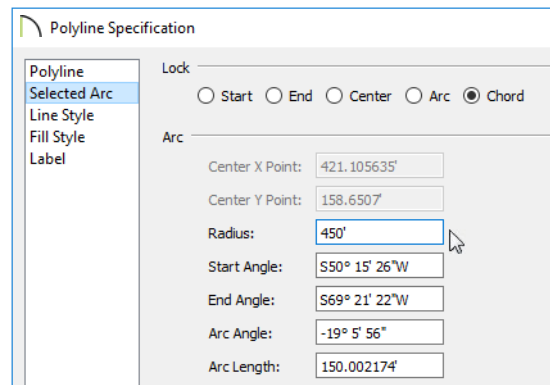 Polyline Specification
Polyline
Selected Arc
Line Style
Fill Style
Label
Lock
Start End Center Arc Chord
Arc
Center X Point: 421.105635'
Center Y Point: 158.6507'
Radius: 450'
Start Angle: S50° 15' 26"W
End Angle: S69° 21' 22"W
Arc Angle: -19° 5' 56"
Arc Length: 150.002174'